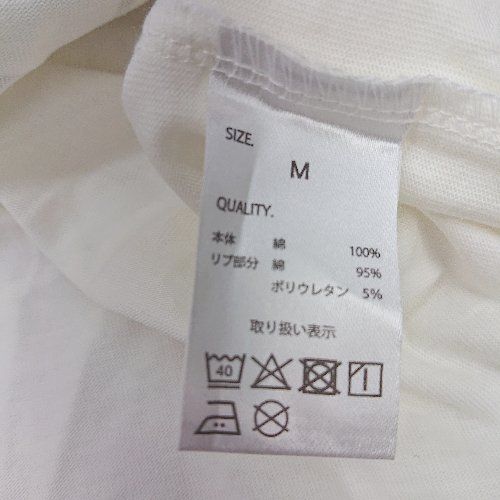 SIZE.
M
QUALITY.
本体 綿 100%
リブ部分 綿 95%
ポリウレタン 5%
取り扱い表示
40